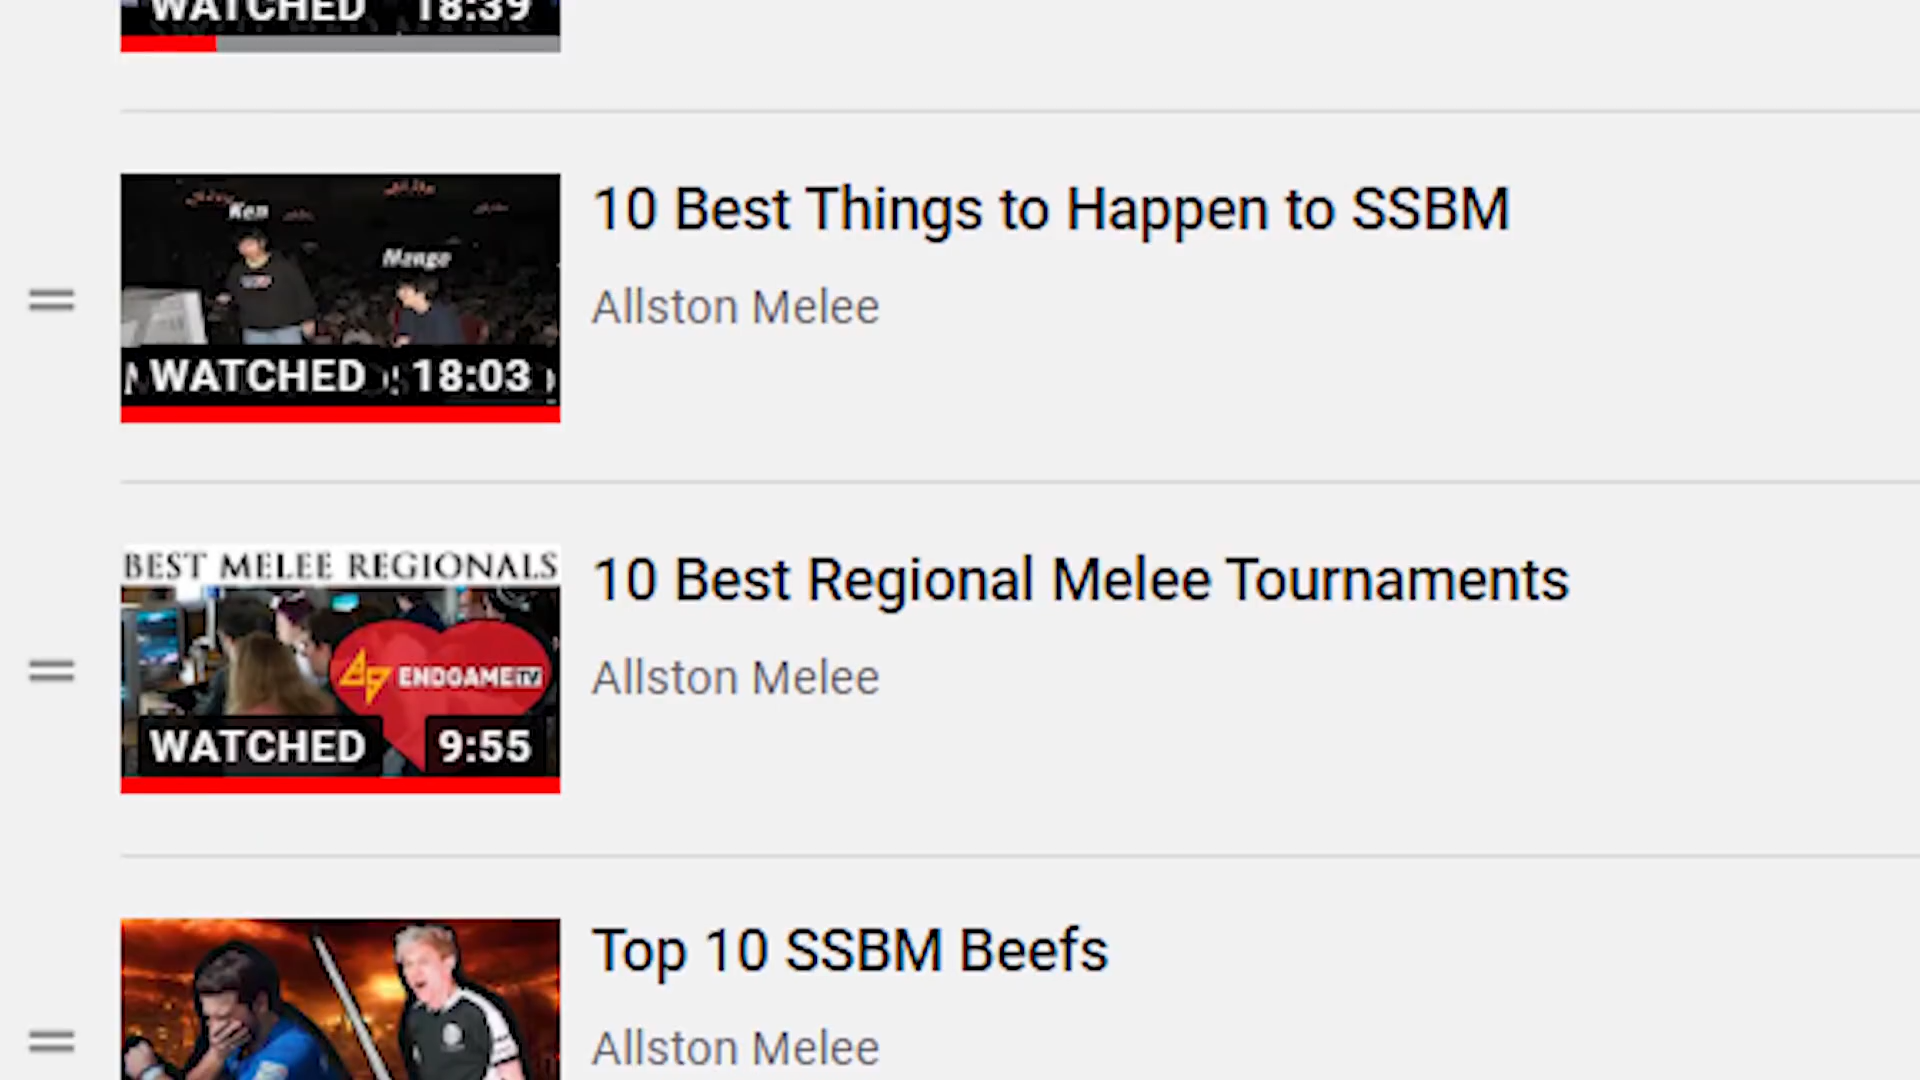 WATCHED 18:39
10 Best Things to Happen to SSBM
Ken
Mango
Allston Melee
WATCHED 18:03
BEST MELEE REGIONALS
10 Best Regional Melee Tournaments
ENDGAMETV
Allston Melee
WATCHED 9:55
Top 10 SSBM Beefs
Allston Melee